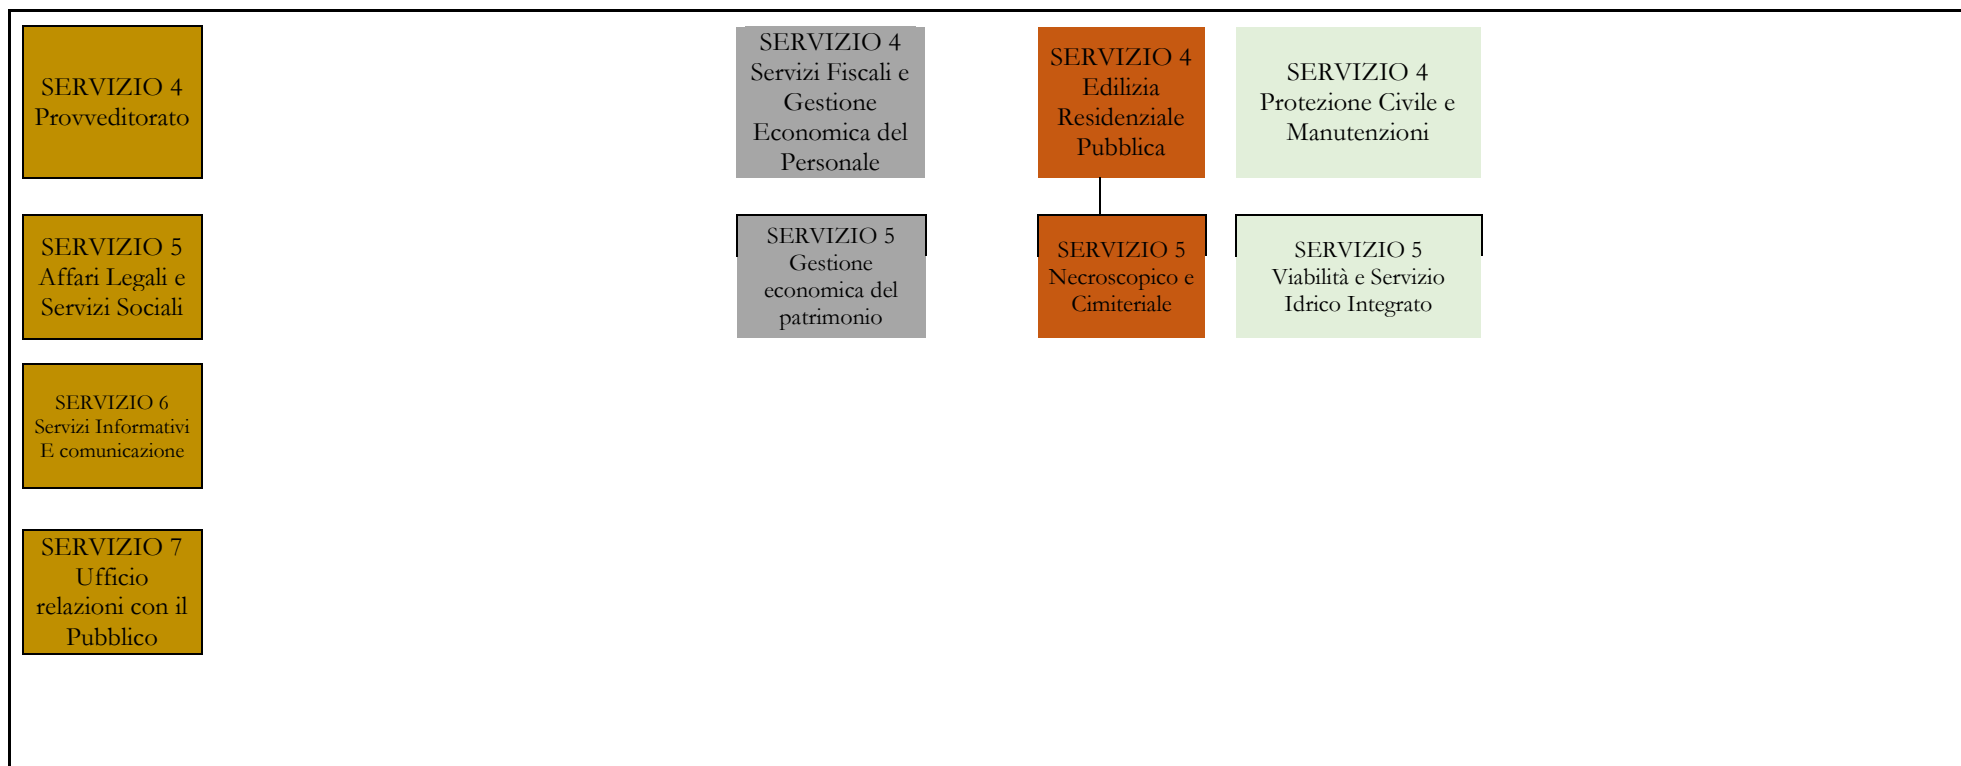 SERVIZIO 4
Provveditorato
SERVIZIO 4
Servizi Fiscali e
Gestione
Economica del
Personale
SERVIZIO 4
Edilizia
Residenziale
Pubblica
SERVIZIO 4
Protezione Civile e
Manutenzioni
SERVIZIO 5
Affari Legali e
Servizi Sociali
SERVIZIO 5
Gestione
economica del
patrimonio
SERVIZIO 5
Necroscopico e
Cimiteriale
SERVIZIO 5
Viabilità e Servizio
Idrico Integrato
SERVIZIO 6
Servizi Informativi
E comunicazione
SERVIZIO 7
Ufficio
relazioni con il
Pubblico